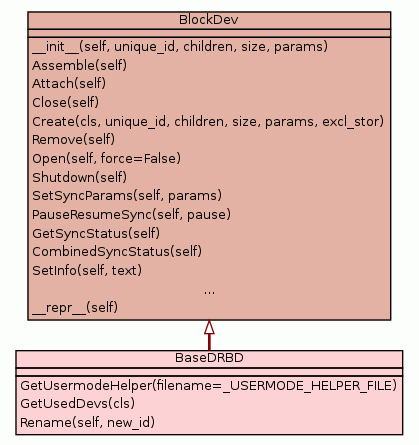 BlockDev
__init__(self, unique_id, children, size, params)
Assemble(self)
Attach(self)
Close(self)
Create(cls, unique_id, children, size, params, excl_stor)
Remove(self)
Open(self, force=False)
Shutdown(self)
SetSyncParams(self, params)
PauseResumeSync(self, pause)
GetSyncStatus(self)
CombinedSyncStatus(self)
SetInfo(self, text)
...
__repr__(self)
BaseDRBD
GetUsermodeHelper(filename=_USERMODE_HELPER_FILE)
GetUsedDevs(cls)
Rename(self, new_id)